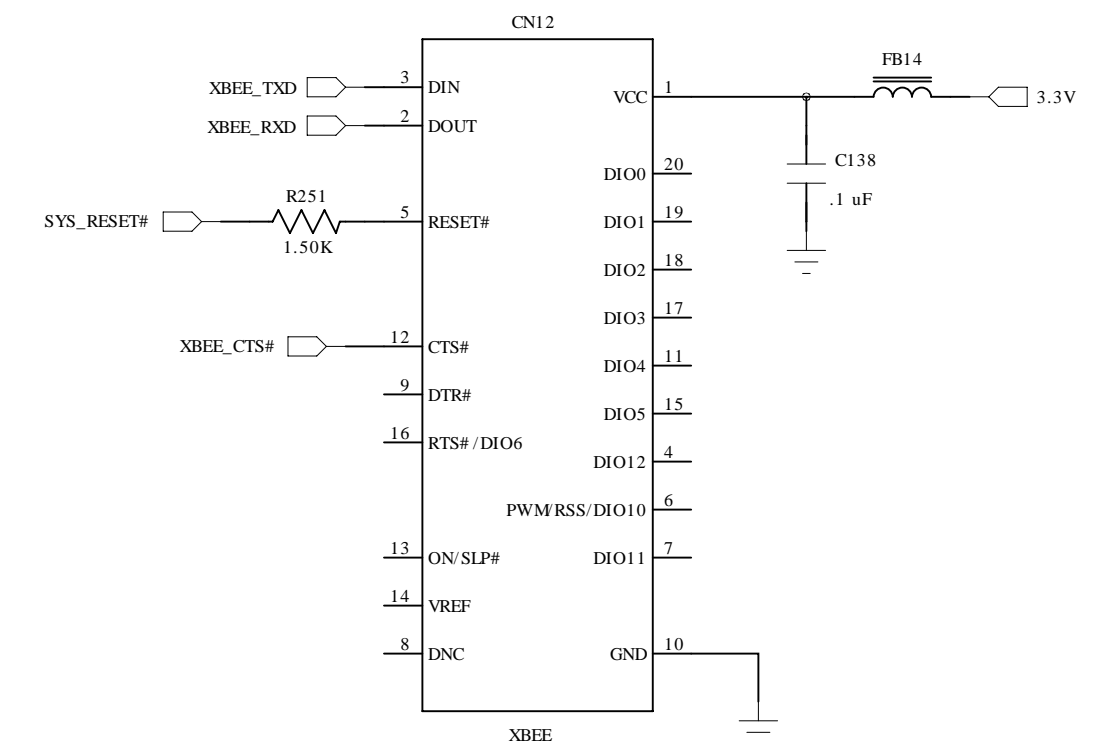 CN12
XBEE_TXD 3 DIN
XBEE_RXD 2 DOUT
SYS_RESET# R251 1.50K 5 RESET#
XBEE_CTS# 12 CTS#
9 DTR#
16 RTS#/DIO6
13 ON/SLP#
14 VREF
8 DNC
VCC 1 FB14 3.3V
C138
.1 uF
DIO0 20
DIO1 19
DIO2 18
DIO3 17
DIO4 11
DIO5 15
DIO12 4
PWM/RSS/DIO10 6
DIO11 7
GND 10
XBEE